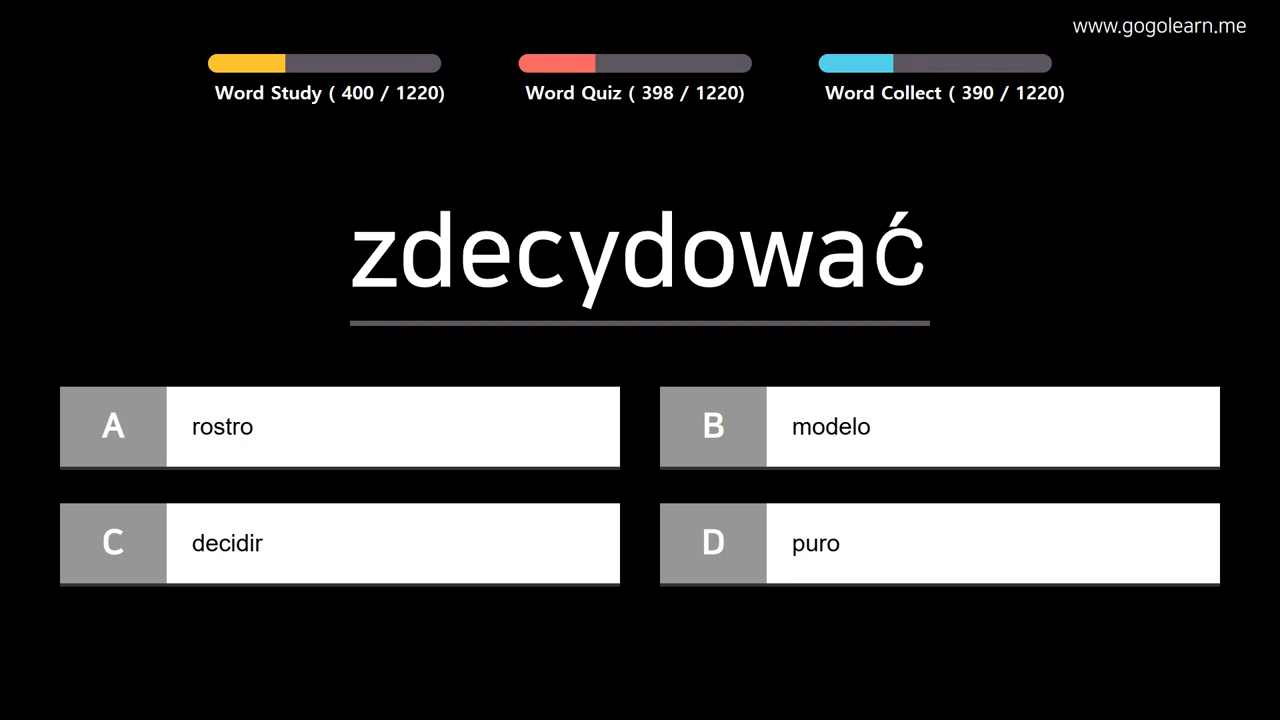 www.gogolearn.me
Word Study ( 400 / 1220)
Word Quiz ( 398 / 1220)
Word Collect ( 390 / 1220)
zdecydować
A rostro
B modelo
C decidir
D puro